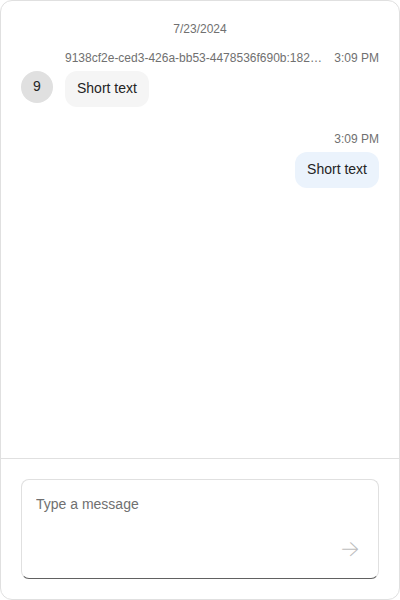 7/23/2024
9138cf2e-ced3-426a-bb53-4478536f690b:182… 3:09 PM
9
Short text
3:09 PM
Short text
Type a message